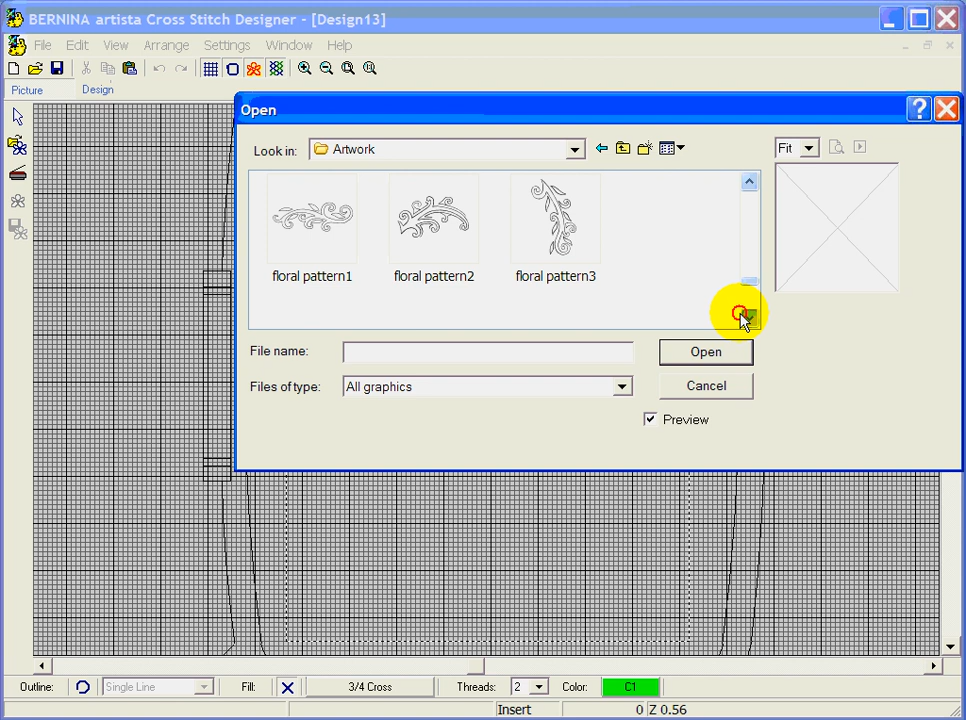 BERNINA artista Cross Stitch Designer - [Design13]
File Edit View Arrange Settings Window Help
Picture Design
Open
Look in: Artwork Fit
floral pattern1 floral pattern2 floral pattern3
File name: Open
Files of type: All graphics Cancel
Preview
Outline: Single Line Fill: 3/4 Cross Threads: 2 Color: C1
Insert 0 Z 0.56